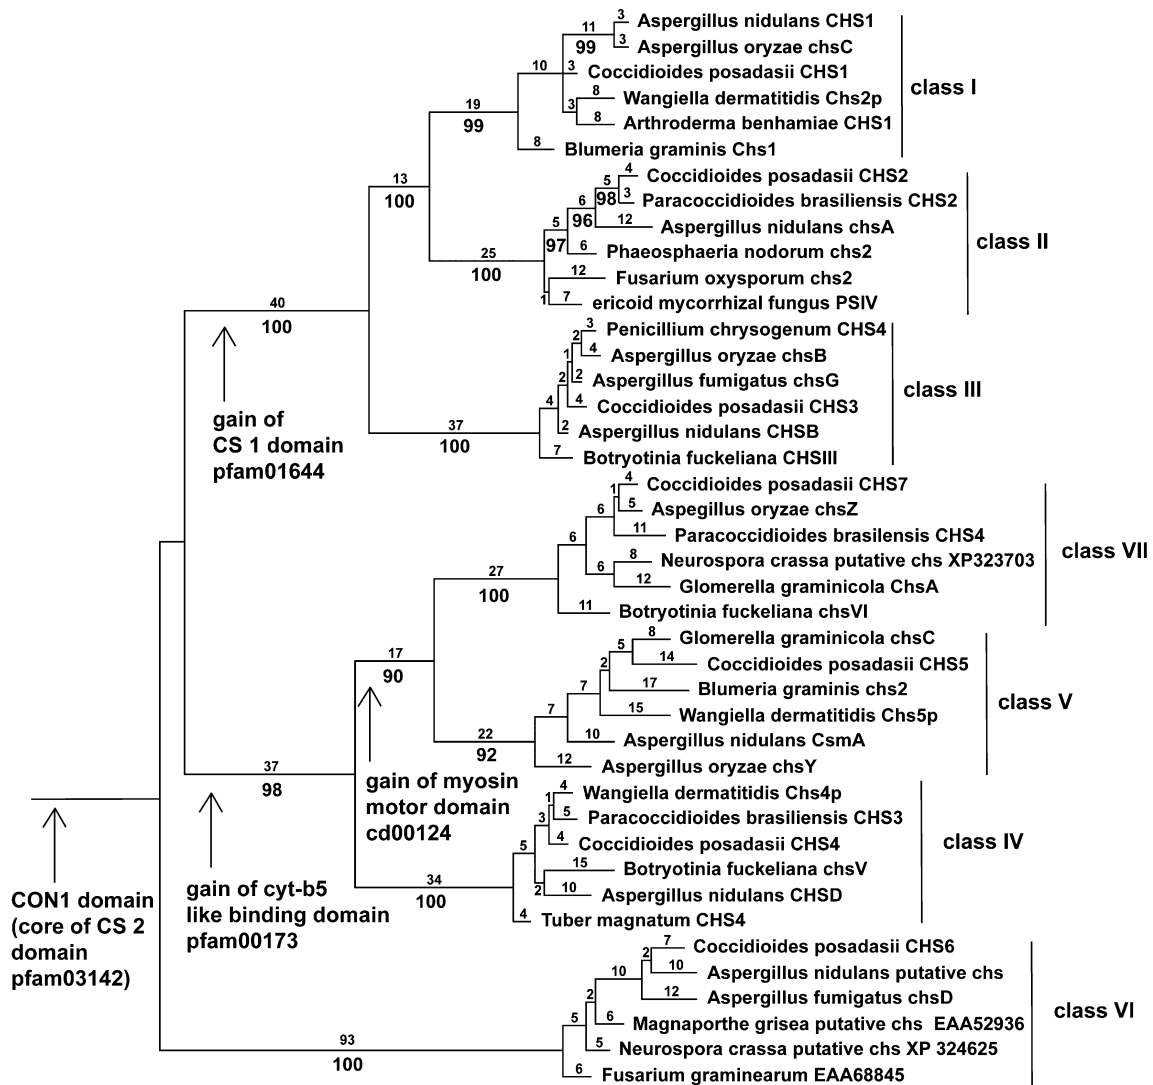 3
Aspergillus nidulans CHS1
11
99
3
Aspergillus oryzae chsC
10
3
Coccidioides posadasii CHS1
class I
8
Wangiella dermatitidis Chs2p
3
19
99
8
Arthroderma benhamiae CHS1
8
Blumeria graminis Chs1
13
100
4
Coccidioides posadasii CHS2
5
98
3
Paracoccidioides brasiliensis CHS2
6
96
12
Aspergillus nidulans chsA
class II
5
97
6
Phaeosphaeria nodorum chs2
25
100
12
Fusarium oxysporum chs2
1
7
ericoid mycorrhizal fungus PSIV
40
100
3
Penicillium chrysogenum CHS4
2
4
Aspergillus oryzae chsB
1
2
Aspergillus fumigatus chsG
class III
2
4
Coccidioides posadasii CHS3
4
2
Aspergillus nidulans CHSB
37
100
7
Botryotinia fuckeliana CHSIII
gain of
CS 1 domain
pfam01644
4
Coccidioides posadasii CHS7
1
5
Aspegillus oryzae chsZ
6
11
Paracoccidioides brasilensis CHS4
class VII
6
8
Neurospora crassa putative chs XP323703
6
12
Glomerella graminicola ChsA
27
100
11
Botryotinia fuckeliana chsVI
17
90
8
Glomerella graminicola chsC
5
14
Coccidioides posadasii CHS5
2
17
Blumeria graminis chs2
class V
7
15
Wangiella dermatitidis Chs5p
7
10
Aspergillus nidulans CsmA
22
92
12
Aspergillus oryzae chsY
37
98
gain of myosin
motor domain
cd00124
4
Wangiella dermatitidis Chs4p
1
5
Paracoccidioides brasiliensis CHS3
3
4
Coccidioides posadasii CHS4
class IV
5
15
Botryotinia fuckeliana chsV
2
10
Aspergillus nidulans CHSD
34
100
4
Tuber magnatum CHS4
gain of cyt-b5
like binding domain
pfam00173
CON1 domain
(core of CS 2
domain
pfam03142)
7
Coccidioides posadasii CHS6
2
10
Aspergillus nidulans putative chs
10
12
Aspergillus fumigatus chsD
2
6
Magnaporthe grisea putative chs EAA52936
class VI
5
5
Neurospora crassa putative chs XP 324625
93
100
6
Fusarium graminearum EAA68845